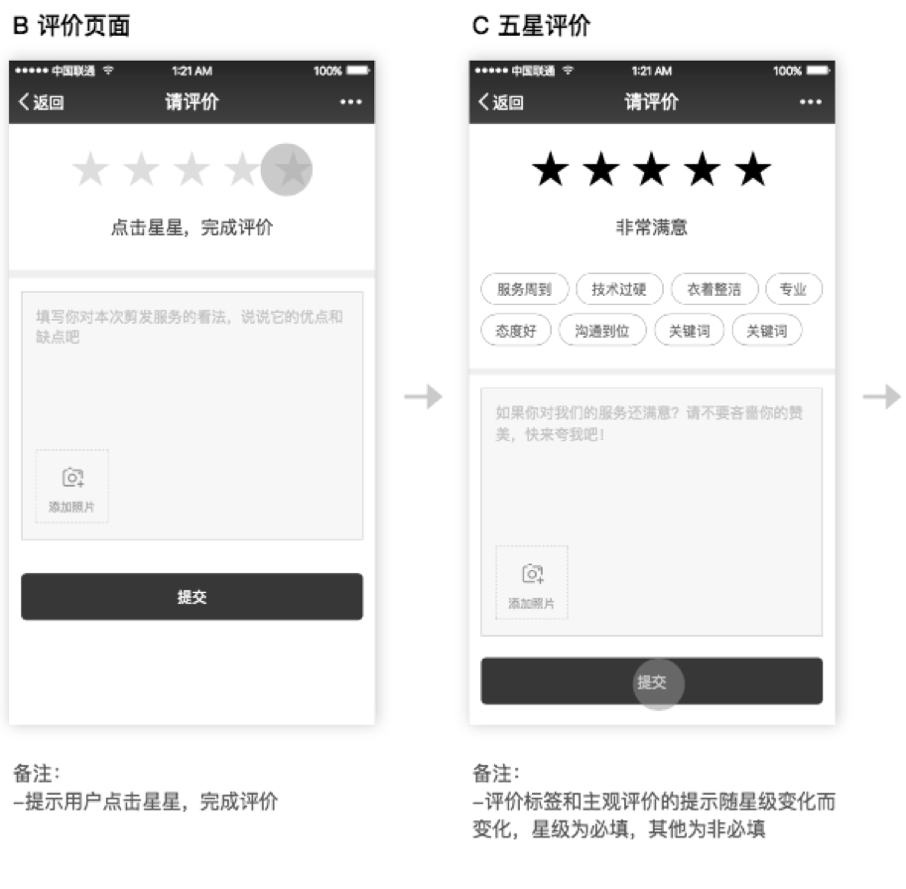 B 评价页面
中国联通 1:21 AM 100%
返回 请评价
点击星星，完成评价
填写你对本次剪发服务的看法，说说它的优点和
缺点吧
添加照片
提交
备注：
–提示用户点击星星，完成评价
C 五星评价
中国联通 1:21 AM 100%
返回 请评价
非常满意
服务周到 技术过硬 衣着整洁 专业
态度好 沟通到位 关键词 关键词
如果你对我们的服务还满意？请不要吝啬你的赞
美，快来夸我吧！
添加照片
提交
备注：
–评价标签和主观评价的提示随星级变化而
变化，星级为必填，其他为非必填